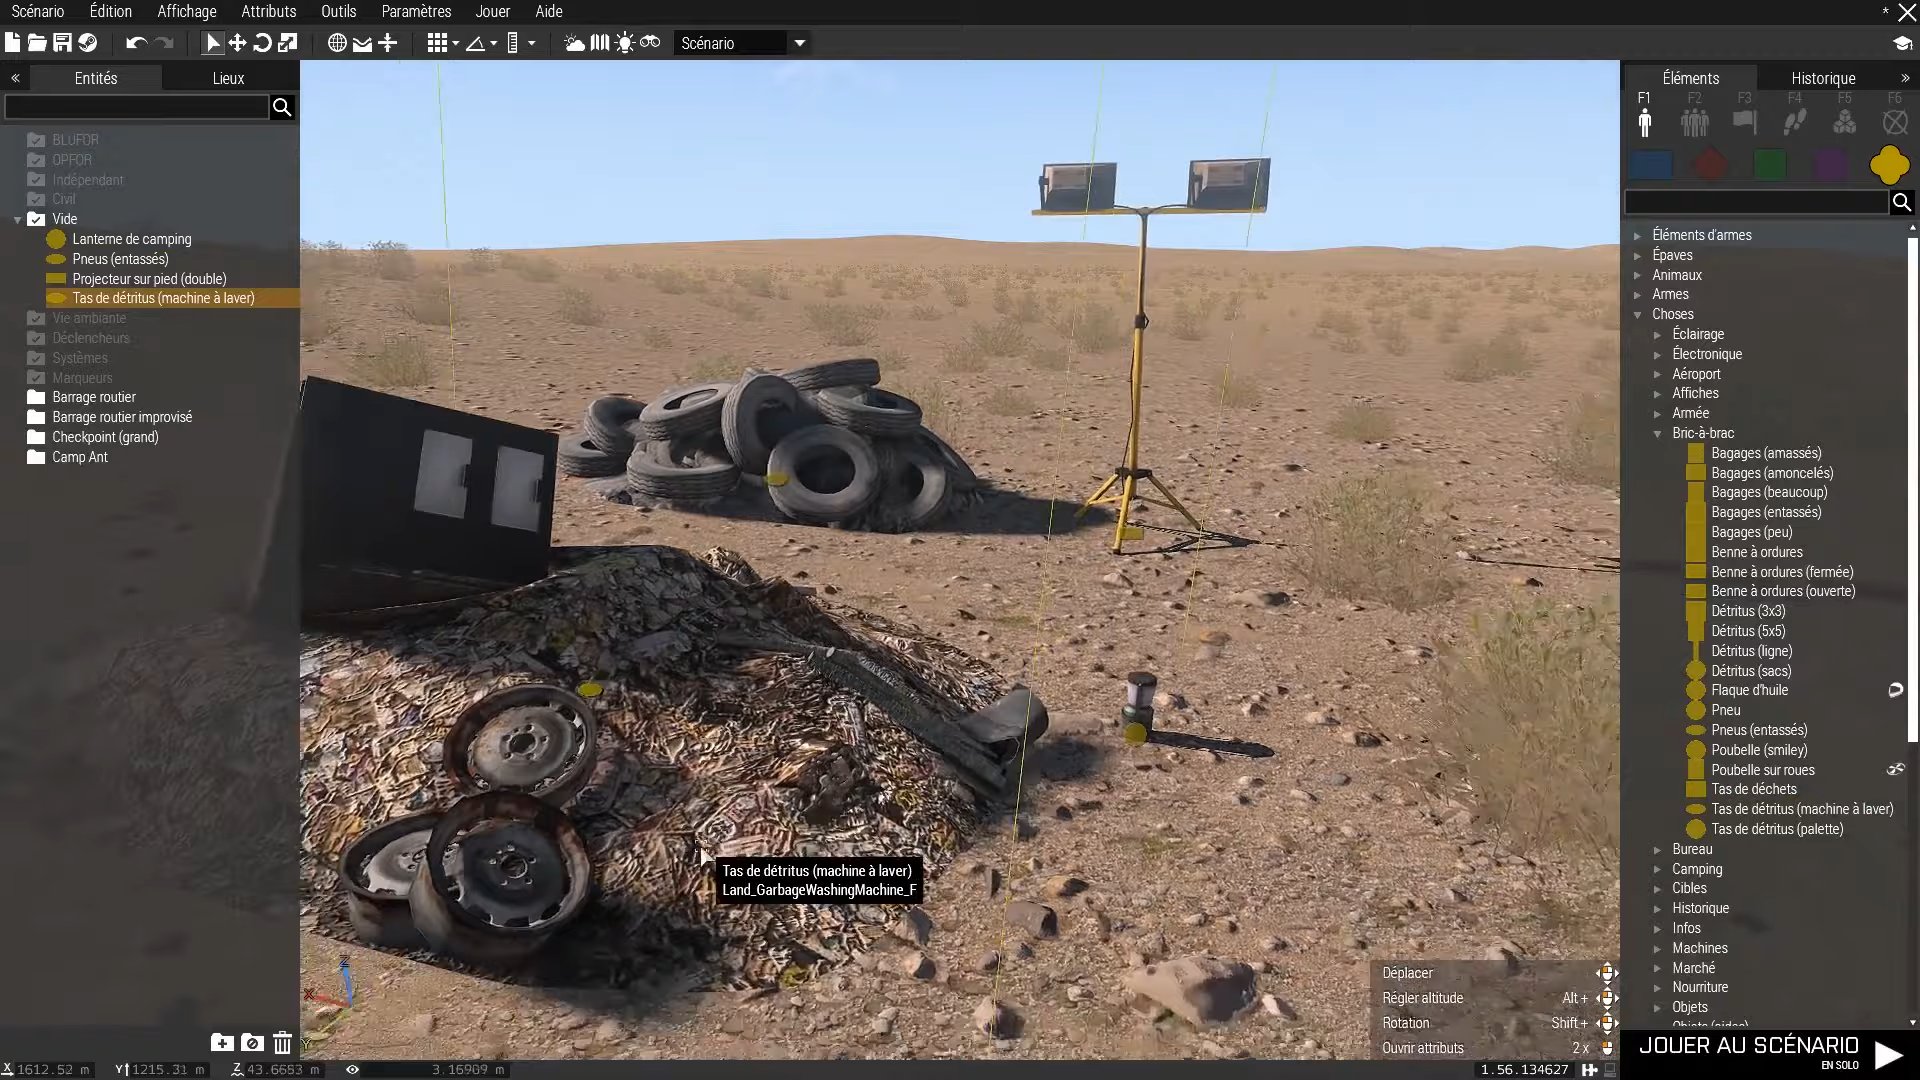 Scénario
Édition
Affichage
Attributs
Outils
Paramètres
Jouer
Aide
*
Scénario
Entités
Lieux
BLUFOR
OPFOR
Indépendant
Civil
Vide
Lanterne de camping
Pneus (entassés)
Projecteur sur pied (double)
Tas de détritus (machine à laver)
Vie ambiante
Déclencheurs
Systèmes
Marqueurs
Barrage routier
Barrage routier improvisé
Checkpoint (grand)
Camp Ant
Tas de détritus (machine à laver)
Land_GarbageWashingMachine_F
Z
X
Y
Déplacer
Régler altitude Alt +
Rotation Shift +
Ouvrir attributs 2 x
Éléments
Historique
F1 F2 F3 F4 F5 F6
Éléments d'armes
Épaves
Animaux
Armes
Choses
Éclairage
Électronique
Aéroport
Affiches
Armée
Bric-à-brac
Bagages (amassés)
Bagages (amoncelés)
Bagages (beaucoup)
Bagages (entassés)
Bagages (peu)
Benne à ordures
Benne à ordures (fermée)
Benne à ordures (ouverte)
Détritus (3x3)
Détritus (5x5)
Détritus (ligne)
Détritus (sacs)
Flaque d'huile
Pneu
Pneus (entassés)
Poubelle (smiley)
Poubelle sur roues
Tas de déchets
Tas de détritus (machine à laver)
Tas de détritus (palette)
Bureau
Camping
Cibles
Historique
Infos
Machines
Marché
Nourriture
Objets
JOUER AU SCÉNARIO
EN SOLO
X 1612.52 m
Y 1215.31 m
Z 43.6653 m
3.16909 m
1.56.134627